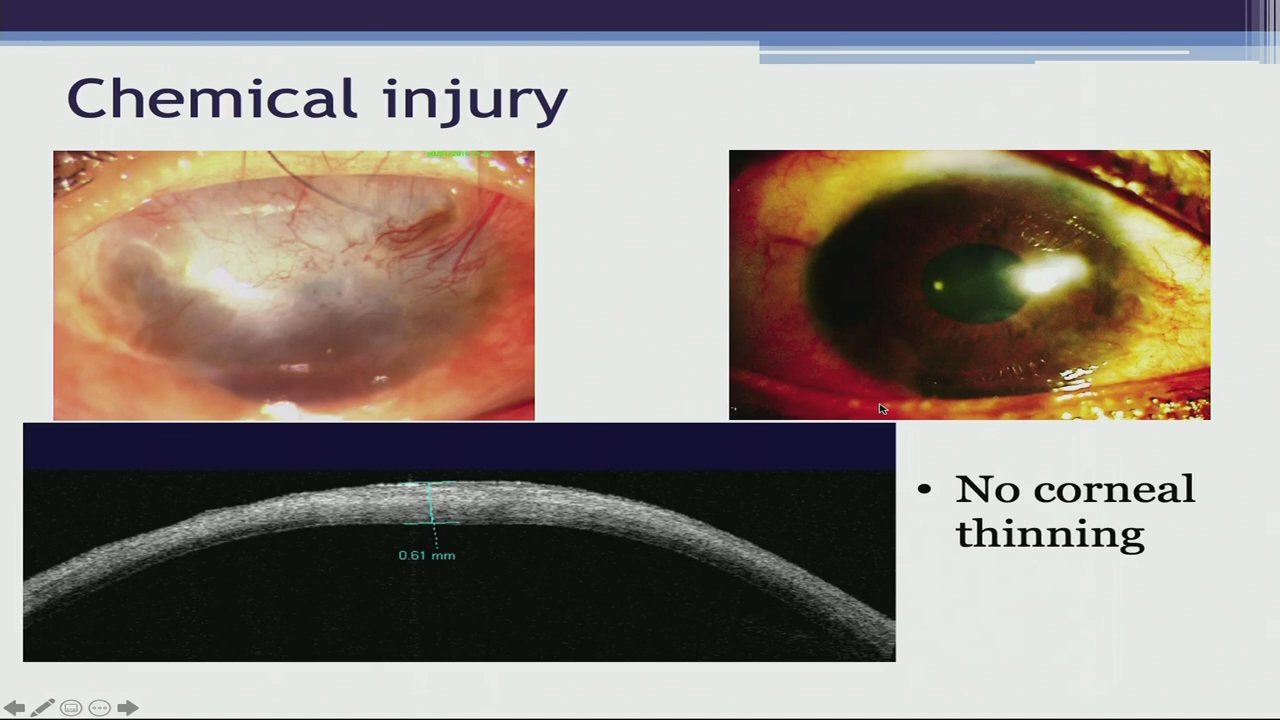 Chemical injury
0.61 mm
• No corneal
thinning